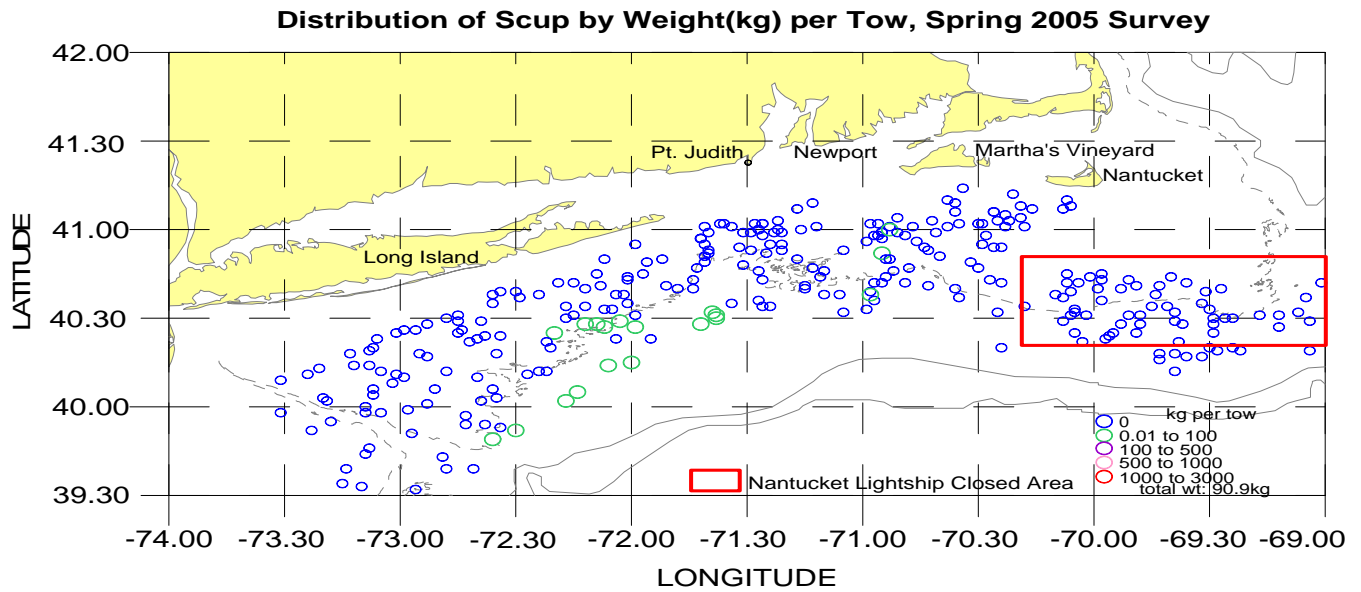 Distribution of Scup by Weight(kg) per Tow, Spring 2005 Survey
42.00
41.30
Pt. Judith
Newport
Martha's Vineyard
Nantucket
41.00
Long Island
LATITUDE
40.30
40.00
kg per tow
0
0.01 to 100
100 to 500
500 to 1000
1000 to 3000
total wt: 90.9kg
Nantucket Lightship Closed Area
39.30
-74.00 -73.30 -73.00 -72.30 -72.00 -71.30 -71.00 -70.30 -70.00 -69.30 -69.00
LONGITUDE